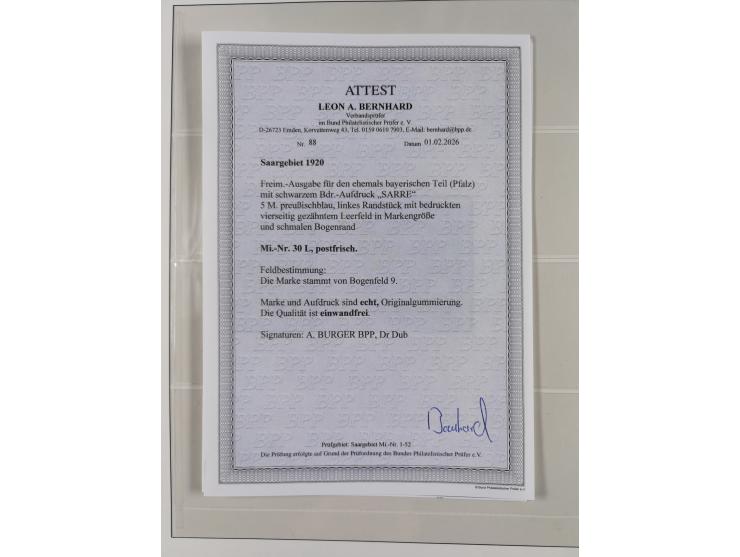 ATTEST
LEON A. BERNHARD
Verbandsprüfer
im Bund Philatelistischer Prüfer e. V.
D-26723 Emden, Korvettenweg 43, Tel. 0159 0610 7903, E-Mail: bernhard@bpp.de
Nr. 88 Datum 01.02.2026
Saargebiet 1920
Freim.-Ausgabe für den ehemals bayerischen Teil (Pfalz)
mit schwarzem Bdr.-Aufdruck „SARRE“
5 M. preußischblau, linkes Randstück mit bedruckten
vierseitig gezähntem Leerfeld in Markengröße
und schmalen Bogenrand
Mi.-Nr. 30 L, postfrisch.
Feldbestimmung:
Die Marke stammt von Bogenfeld 9.
Marke und Aufdruck sind echt, Originalgummierung.
Die Qualität ist einwandfrei.
Signaturen: A. BURGER BPP, Dr Dub
Bernhard
Prüfgebiet: Saargebiet Mi.-Nr. 1-52
Die Prüfung erfolgte auf Grund der Prüfordnung des Bundes Philatelistischer Prüfer e.V.
© Bund Philatelistischer Prüfer e.V.